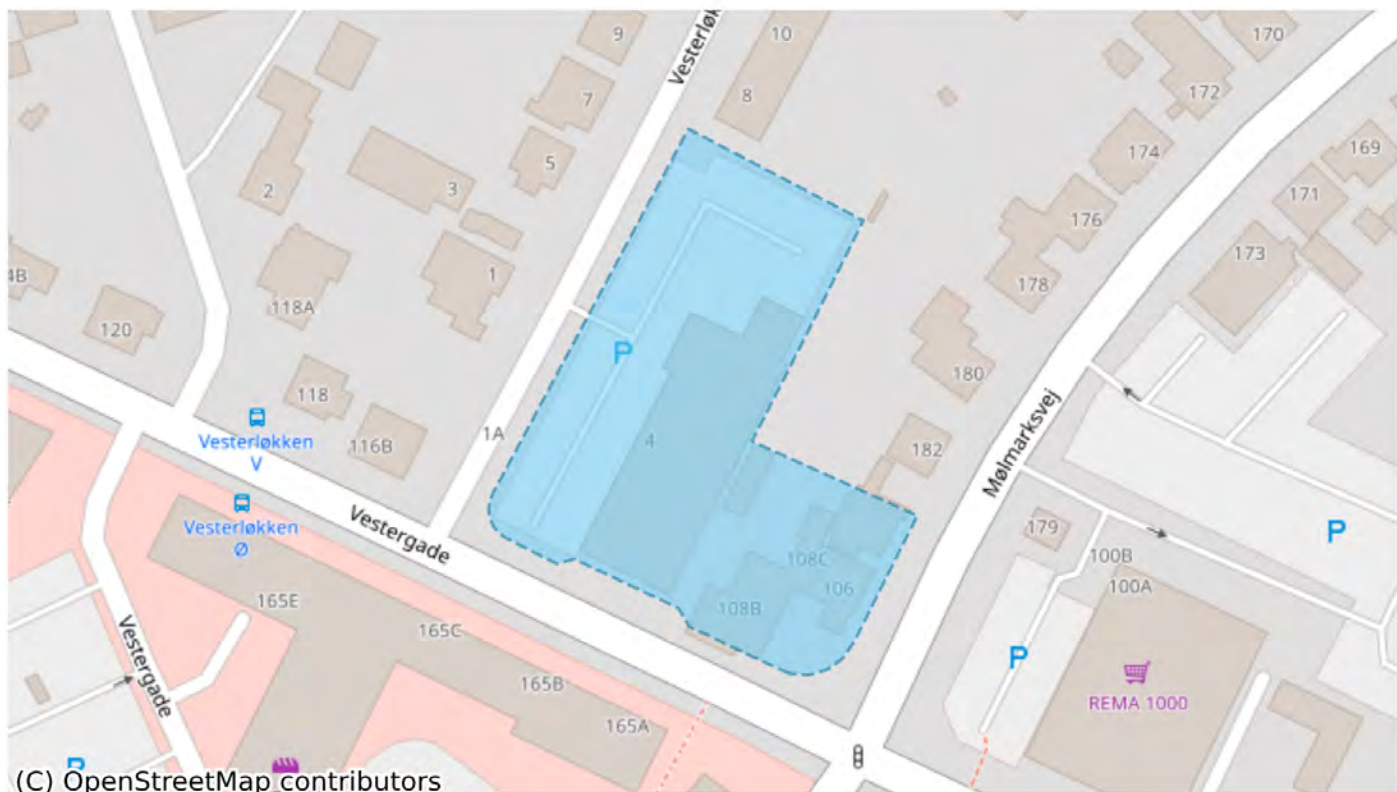 9
10
170
Vesterløk
7
8
172
5
174
169
2
3
171
176
173
4B
1
178
118A
120
P
180
118
Vesterløkken
V
1A
4
116B
182
Mølmarksvej
Vesterløkken
Ø
Vestergade
179
P
100B
108C
100A
106
165E
108B
165C
Vestergade
P
165B
REMA 1000
165A
P
(C) OpenStreetMap contributors